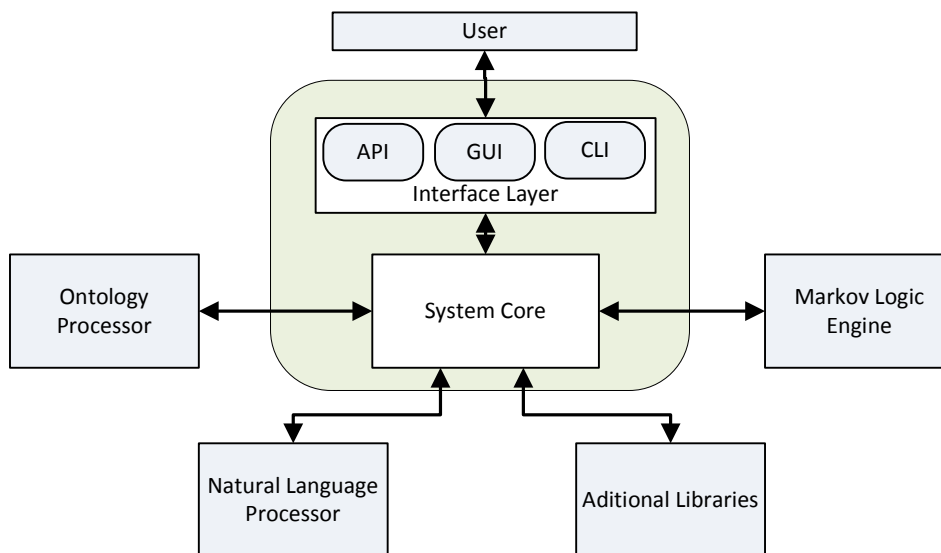 User
API
GUI
CLI
Interface Layer
Ontology
Processor
System Core
Markov Logic
Engine
Natural Language
Processor
Aditional Libraries